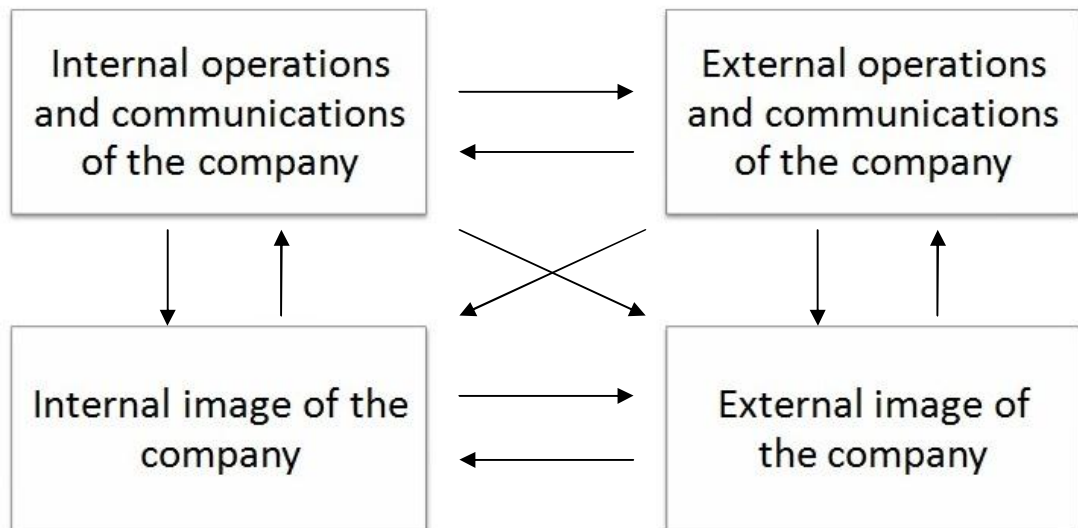 Internal operations
and communications
of the company
External operations
and communications
of the company
Internal image of the
company
External image of
the company